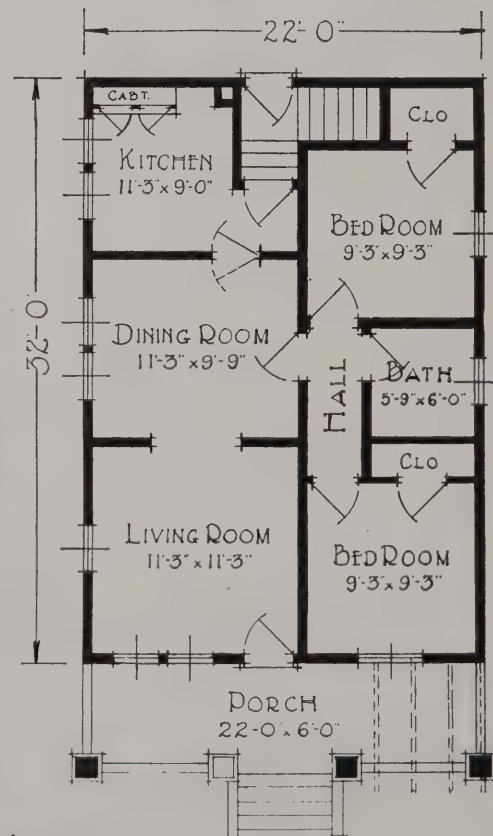 22'-0"
CAB'T.
CLO
KITCHEN
11'-3" x 9'-0"
BED ROOM
9'-3" x 9'-3"
32'-0"
DINING ROOM
11'-3" x 9'-9"
HALL
BATH
5'-9" x 6'-0"
CLO
LIVING ROOM
11'-3" x 11'-3"
BED ROOM
9'-3" x 9'-3"
PORCH
22'-0" x 6'-0"